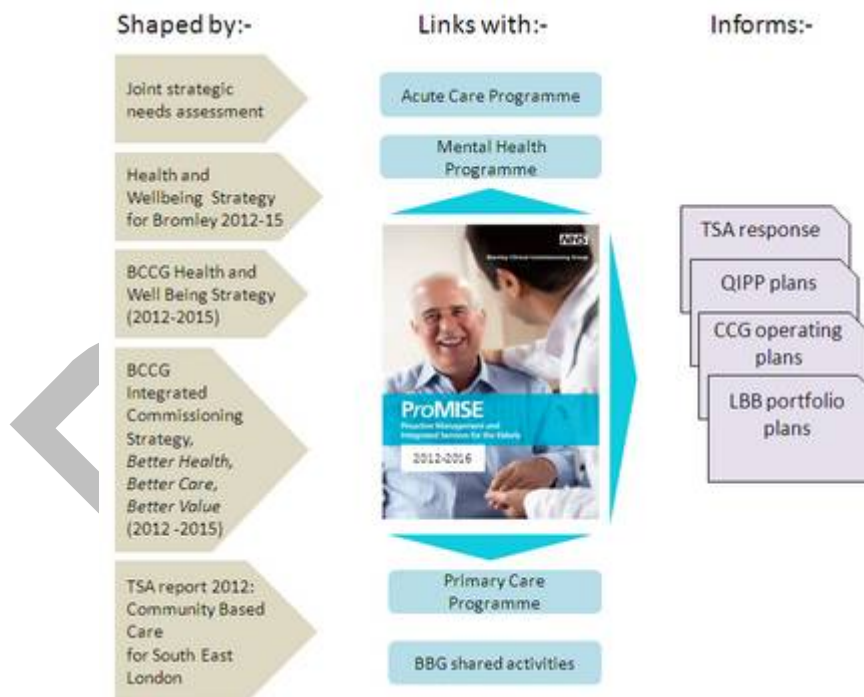 Shaped by:-
Joint strategic
needs assessment
Health and
Wellbeing Strategy
for Bromley 2012-15
BCCG Health and
Well Being Strategy
(2012-2015)
BCCG
Integrated
Commissioning
Strategy,
Better Health,
Better Care,
Better Value
(2012 -2015)
TSA report 2012:
Community Based
Care
for South East
London
Links with:-
Acute Care Programme
Mental Health
Programme
NHS
Bromley Clinical Commissioning Group
ProMISE
Proactive Management and
Integrated Services for the Elderly
2012-2016
Primary Care
Programme
BBG shared activities
Informs:-
TSA response
QIPP plans
CCG operating
plans
LBB portfolio
plans